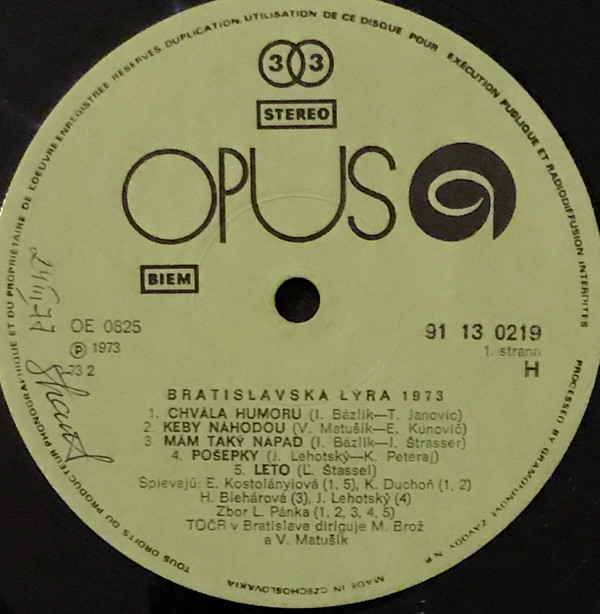 TOUS DROITS DU PRODUCTEUR PHONOGRAPHIQUE ET DU PROPRIÉTAIRE DE L'OEUVRE ENREGISTRÉE RÉSERVÉS DUPLICATION, UTILISATION DE CE DISQUE POUR EXÉCUTION PUBLIQUE ET RADIODIFFUSION INTERDITES
33
STEREO
OPUS
BIEM
OE 0825
Ⓟ 1973
73 2
91 13 0219
1. strana
H
BRATISLAVSKÁ LÝRA 1973
1. CHVÁLA HUMORU (I. Bázlik—T. Janovic)
2. KEBY NÁHODOU (V. Matušík—E. Kunovič)
3. MÁM TAKÝ NÁPAD (I. Bázlik—J. Štrasser)
4. POŠEPKY (J. Lehotský—K. Peteraj)
5. LETO (Ľ. Štassel)
Spievajú: E. Kostolányiová (1, 5), K. Duchoň (1, 2)
H. Blehárová (3), J. Lehotský (4)
Zbor L. Pánka (1, 2, 3, 4, 5)
TOČR v Bratislave diriguje M. Brož
a V. Matušík
PROCESSED BY GRAMOFONOVÉ ZÁVODY N.P.
MADE IN CZECHOSLOVAKIA